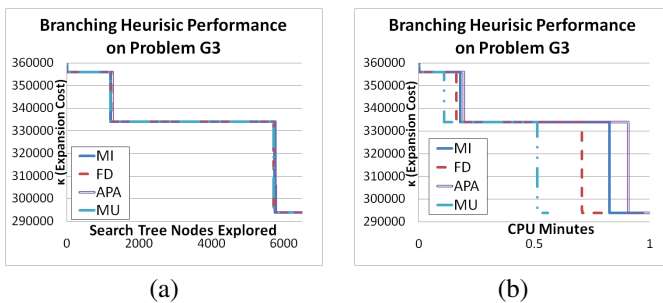 Branching Heurisic Performance
on Problem G3
360000
350000
340000
330000
320000
310000
300000
290000
κ (Expansion Cost)
MI
FD
APA
MU
Search Tree Nodes Explored
0 2000 4000 6000
(a)
Branching Heurisic Performance
on Problem G3
360000
350000
340000
330000
320000
310000
300000
290000
κ (Expansion Cost)
MI
FD
APA
MU
CPU Minutes
0 0.5 1
(b)